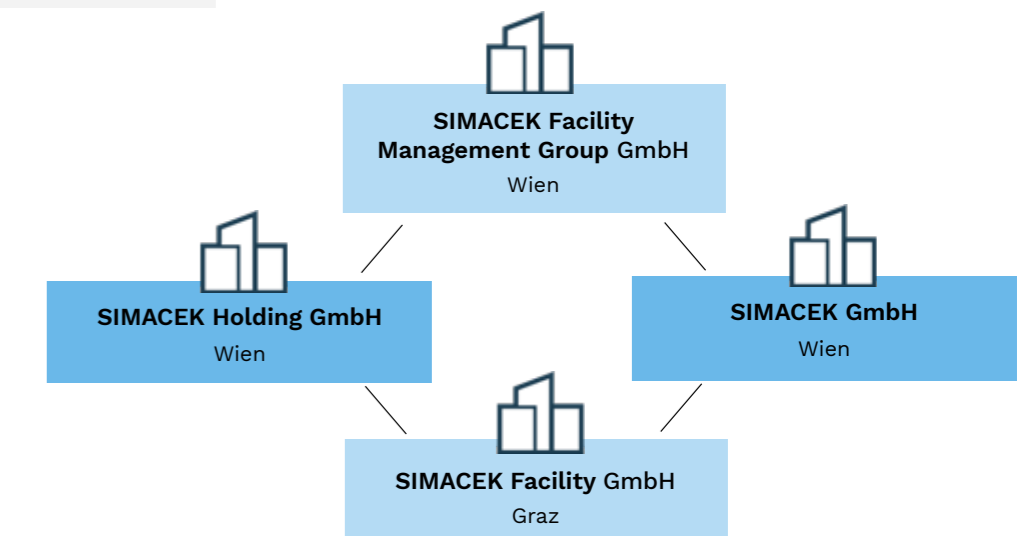 SIMACEK Facility
Management Group GmbH
Wien
SIMACEK Holding GmbH
Wien
SIMACEK GmbH
Wien
SIMACEK Facility GmbH
Graz